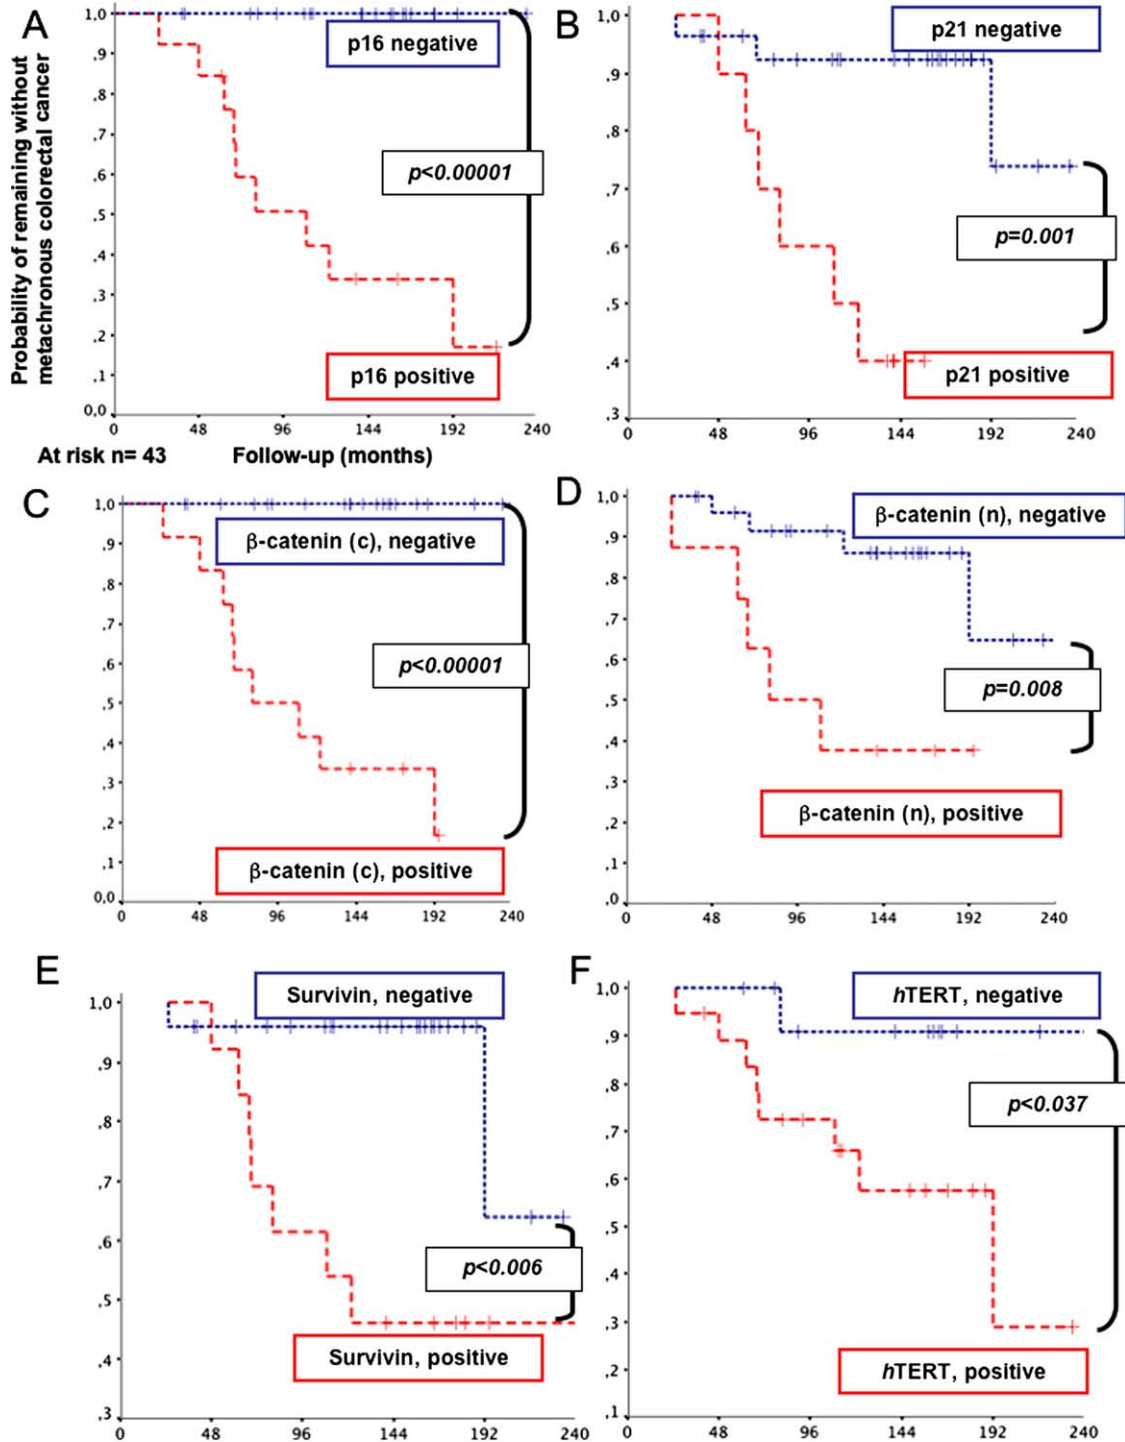 A
Probability of remaining without
metachronous colorectal cancer
1,0
,9
,8
,7
,6
,5
,4
,3
,2
,1
0,0
p16 negative
p<0.00001
p16 positive
0 48 96 144 192 240
At risk n= 43 Follow-up (months)
B
1,0
,9
,8
,7
,6
,5
,4
,3
p21 negative
p=0.001
p21 positive
0 48 96 144 192 240
C
1,0
,9
,8
,7
,6
,5
,4
,3
,2
,1
0,0
β-catenin (c), negative
p<0.00001
β-catenin (c), positive
0 48 96 144 192 240
D
1,0
,9
,8
,7
,6
,5
,4
,3
,2
,1
,0
β-catenin (n), negative
p=0.008
β-catenin (n), positive
0 48 96 144 192 240
E
1,0
,9
,8
,7
,6
,5
,4
,3
Survivin, negative
p<0.006
Survivin, positive
0 48 96 144 192 240
F
1,0
,9
,8
,7
,6
,5
,4
,3
,2
,1
hTERT, negative
p<0.037
hTERT, positive
0 48 96 144 192 240